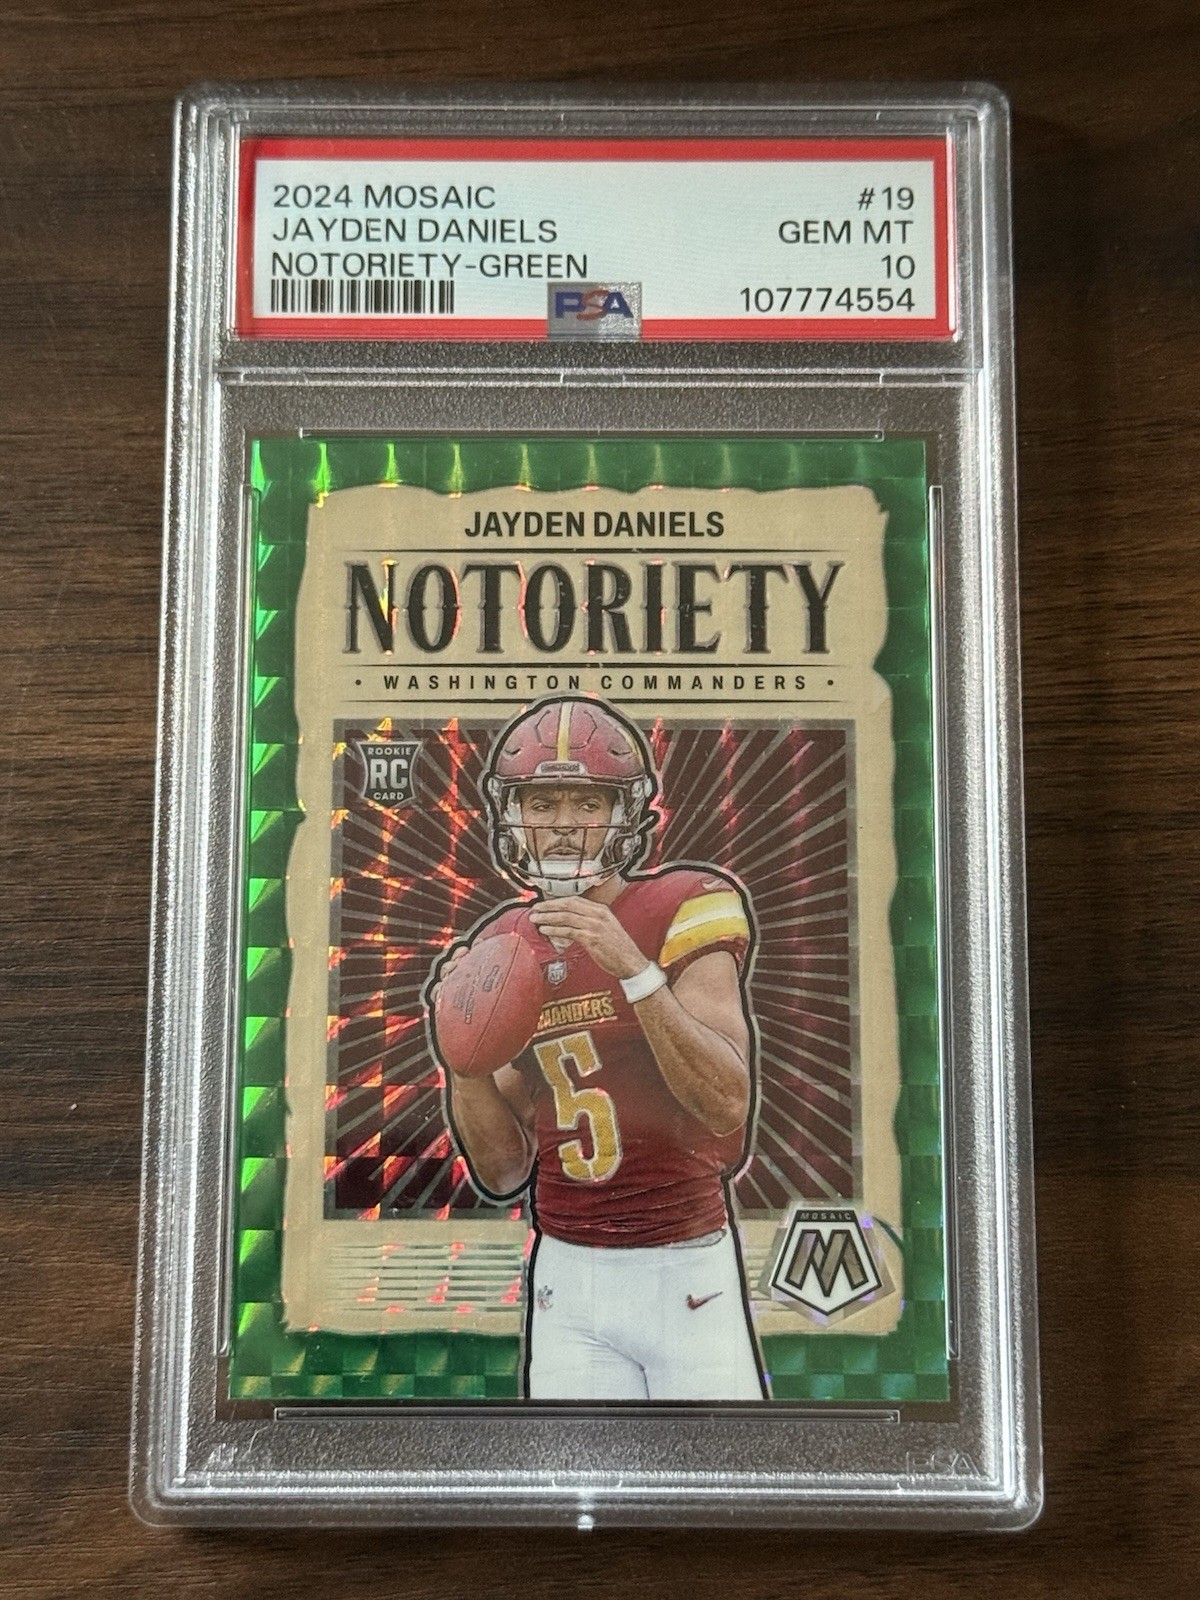 2024 MOSAIC #19
JAYDEN DANIELS GEM MT
NOTORIETY-GREEN 10
PSA 107774554
JAYDEN DANIELS
NOTORIETY
• WASHINGTON COMMANDERS •
ROOKIE
RC
CARD
MANDERS
5
MOSAIC
M
PSA